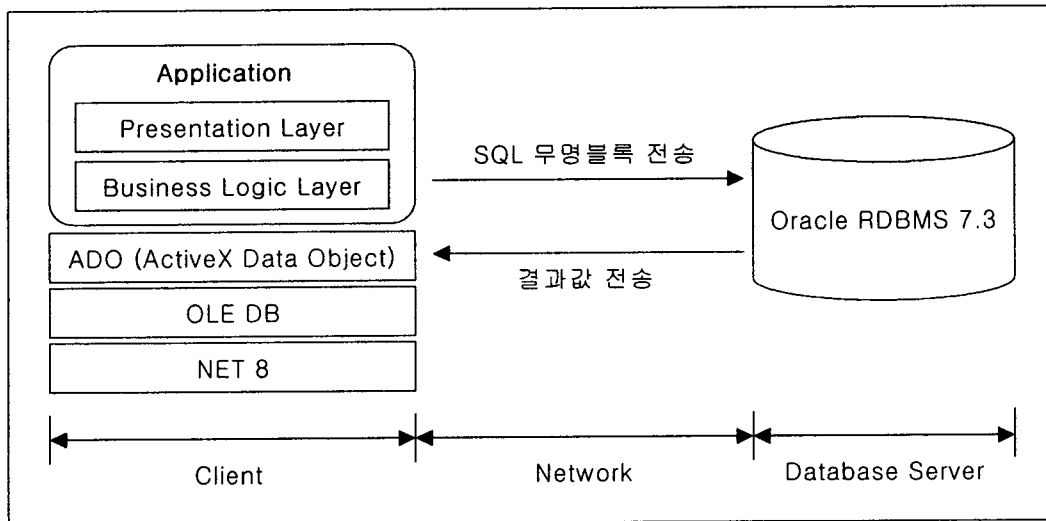 Application
Presentation Layer
Business Logic Layer
ADO (ActiveX Data Object)
OLE DB
NET 8
SQL 무명블록 전송
결과값 전송
Oracle RDBMS 7.3
Client
Network
Database Server